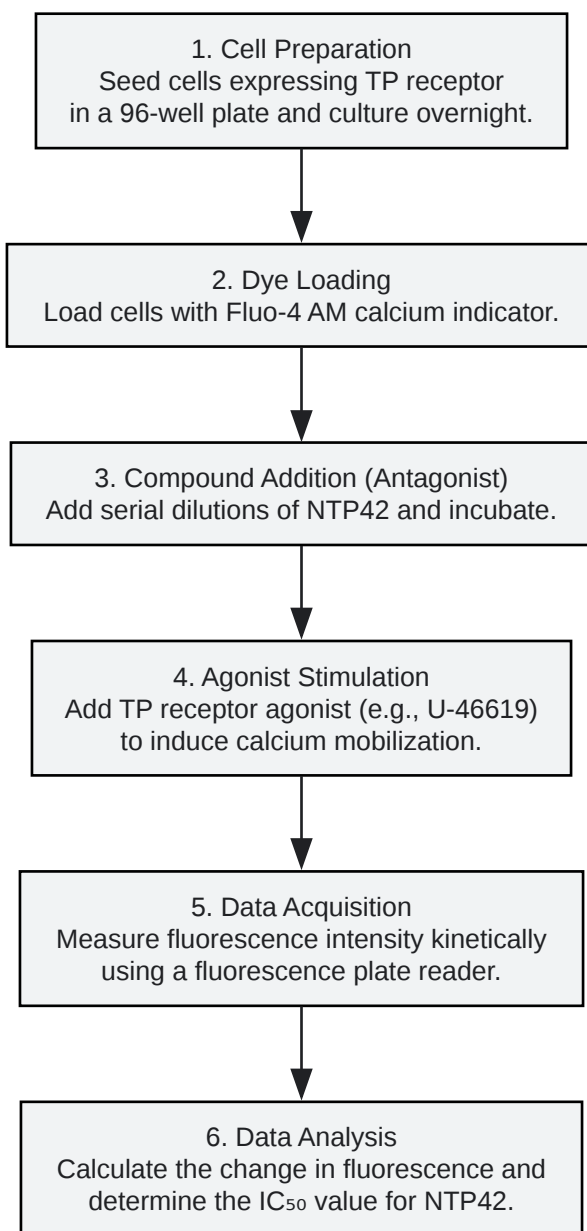 1. Cell Preparation
Seed cells expressing TP receptor
in a 96-well plate and culture overnight.
2. Dye Loading
Load cells with Fluo-4 AM calcium indicator.
3. Compound Addition (Antagonist)
Add serial dilutions of NTP42 and incubate.
4. Agonist Stimulation
Add TP receptor agonist (e.g., U-46619)
to induce calcium mobilization.
5. Data Acquisition
Measure fluorescence intensity kinetically
using a fluorescence plate reader.
6. Data Analysis
Calculate the change in fluorescence and
determine the IC₅₀ value for NTP42.